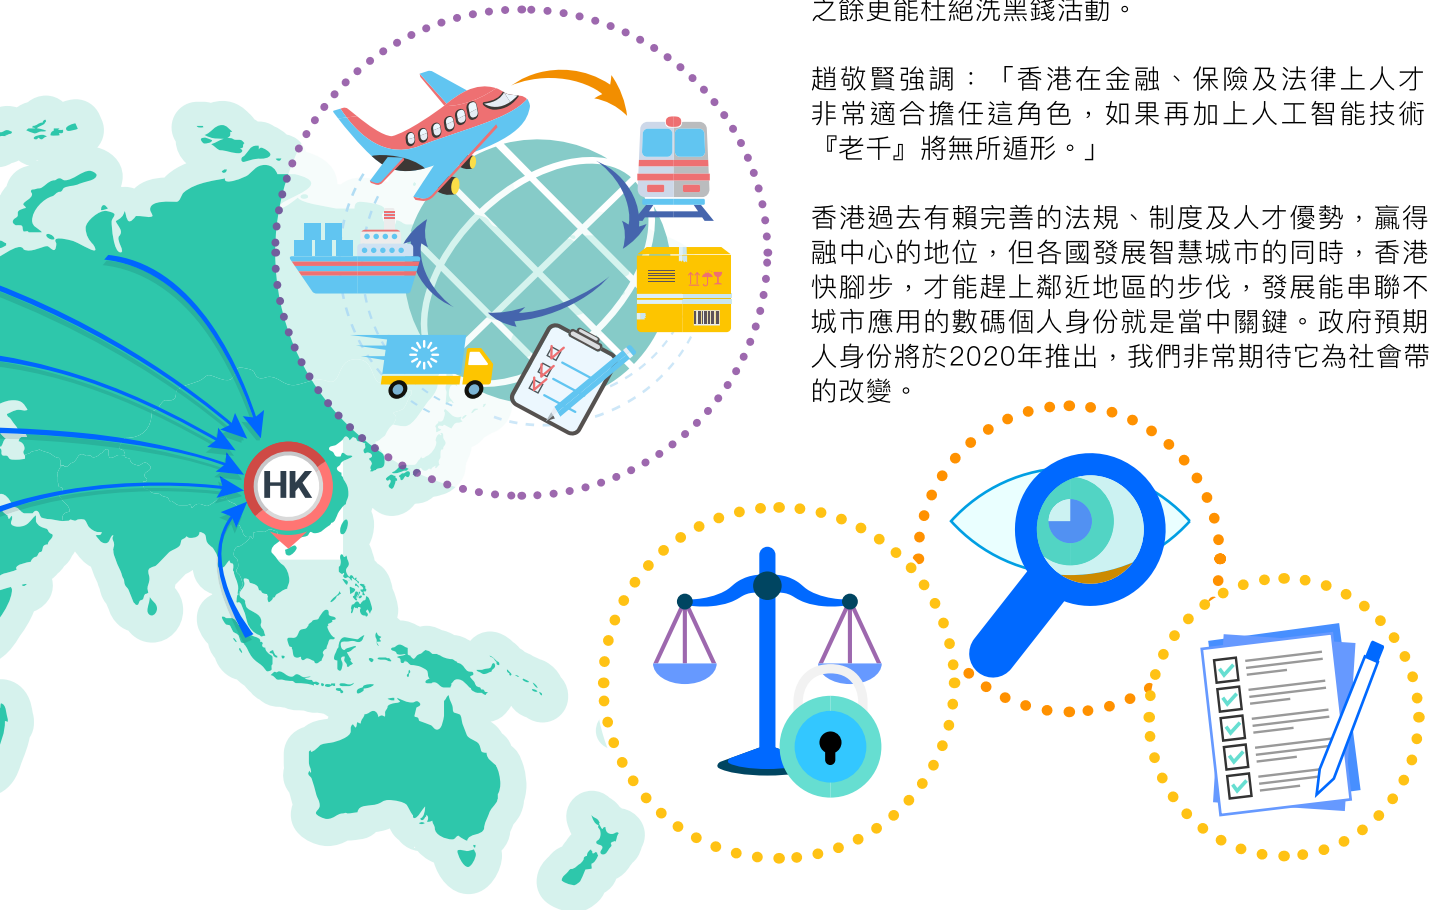 之餘更能杜絕洗黑錢活動。
趙敬賢強調：「香港在金融、保險及法律上人才
非常適合擔任這角色，如果再加上人工智能技術
『老千』將無所遁形。」
香港過去有賴完善的法規、制度及人才優勢，贏得
融中心的地位，但各國發展智慧城市的同時，香港
快腳步，才能趕上鄰近地區的步伐，發展能串聯不
城市應用的數碼個人身份就是當中關鍵。政府預期
人身份將於2020年推出，我們非常期待它為社會帶
的改變。
HK